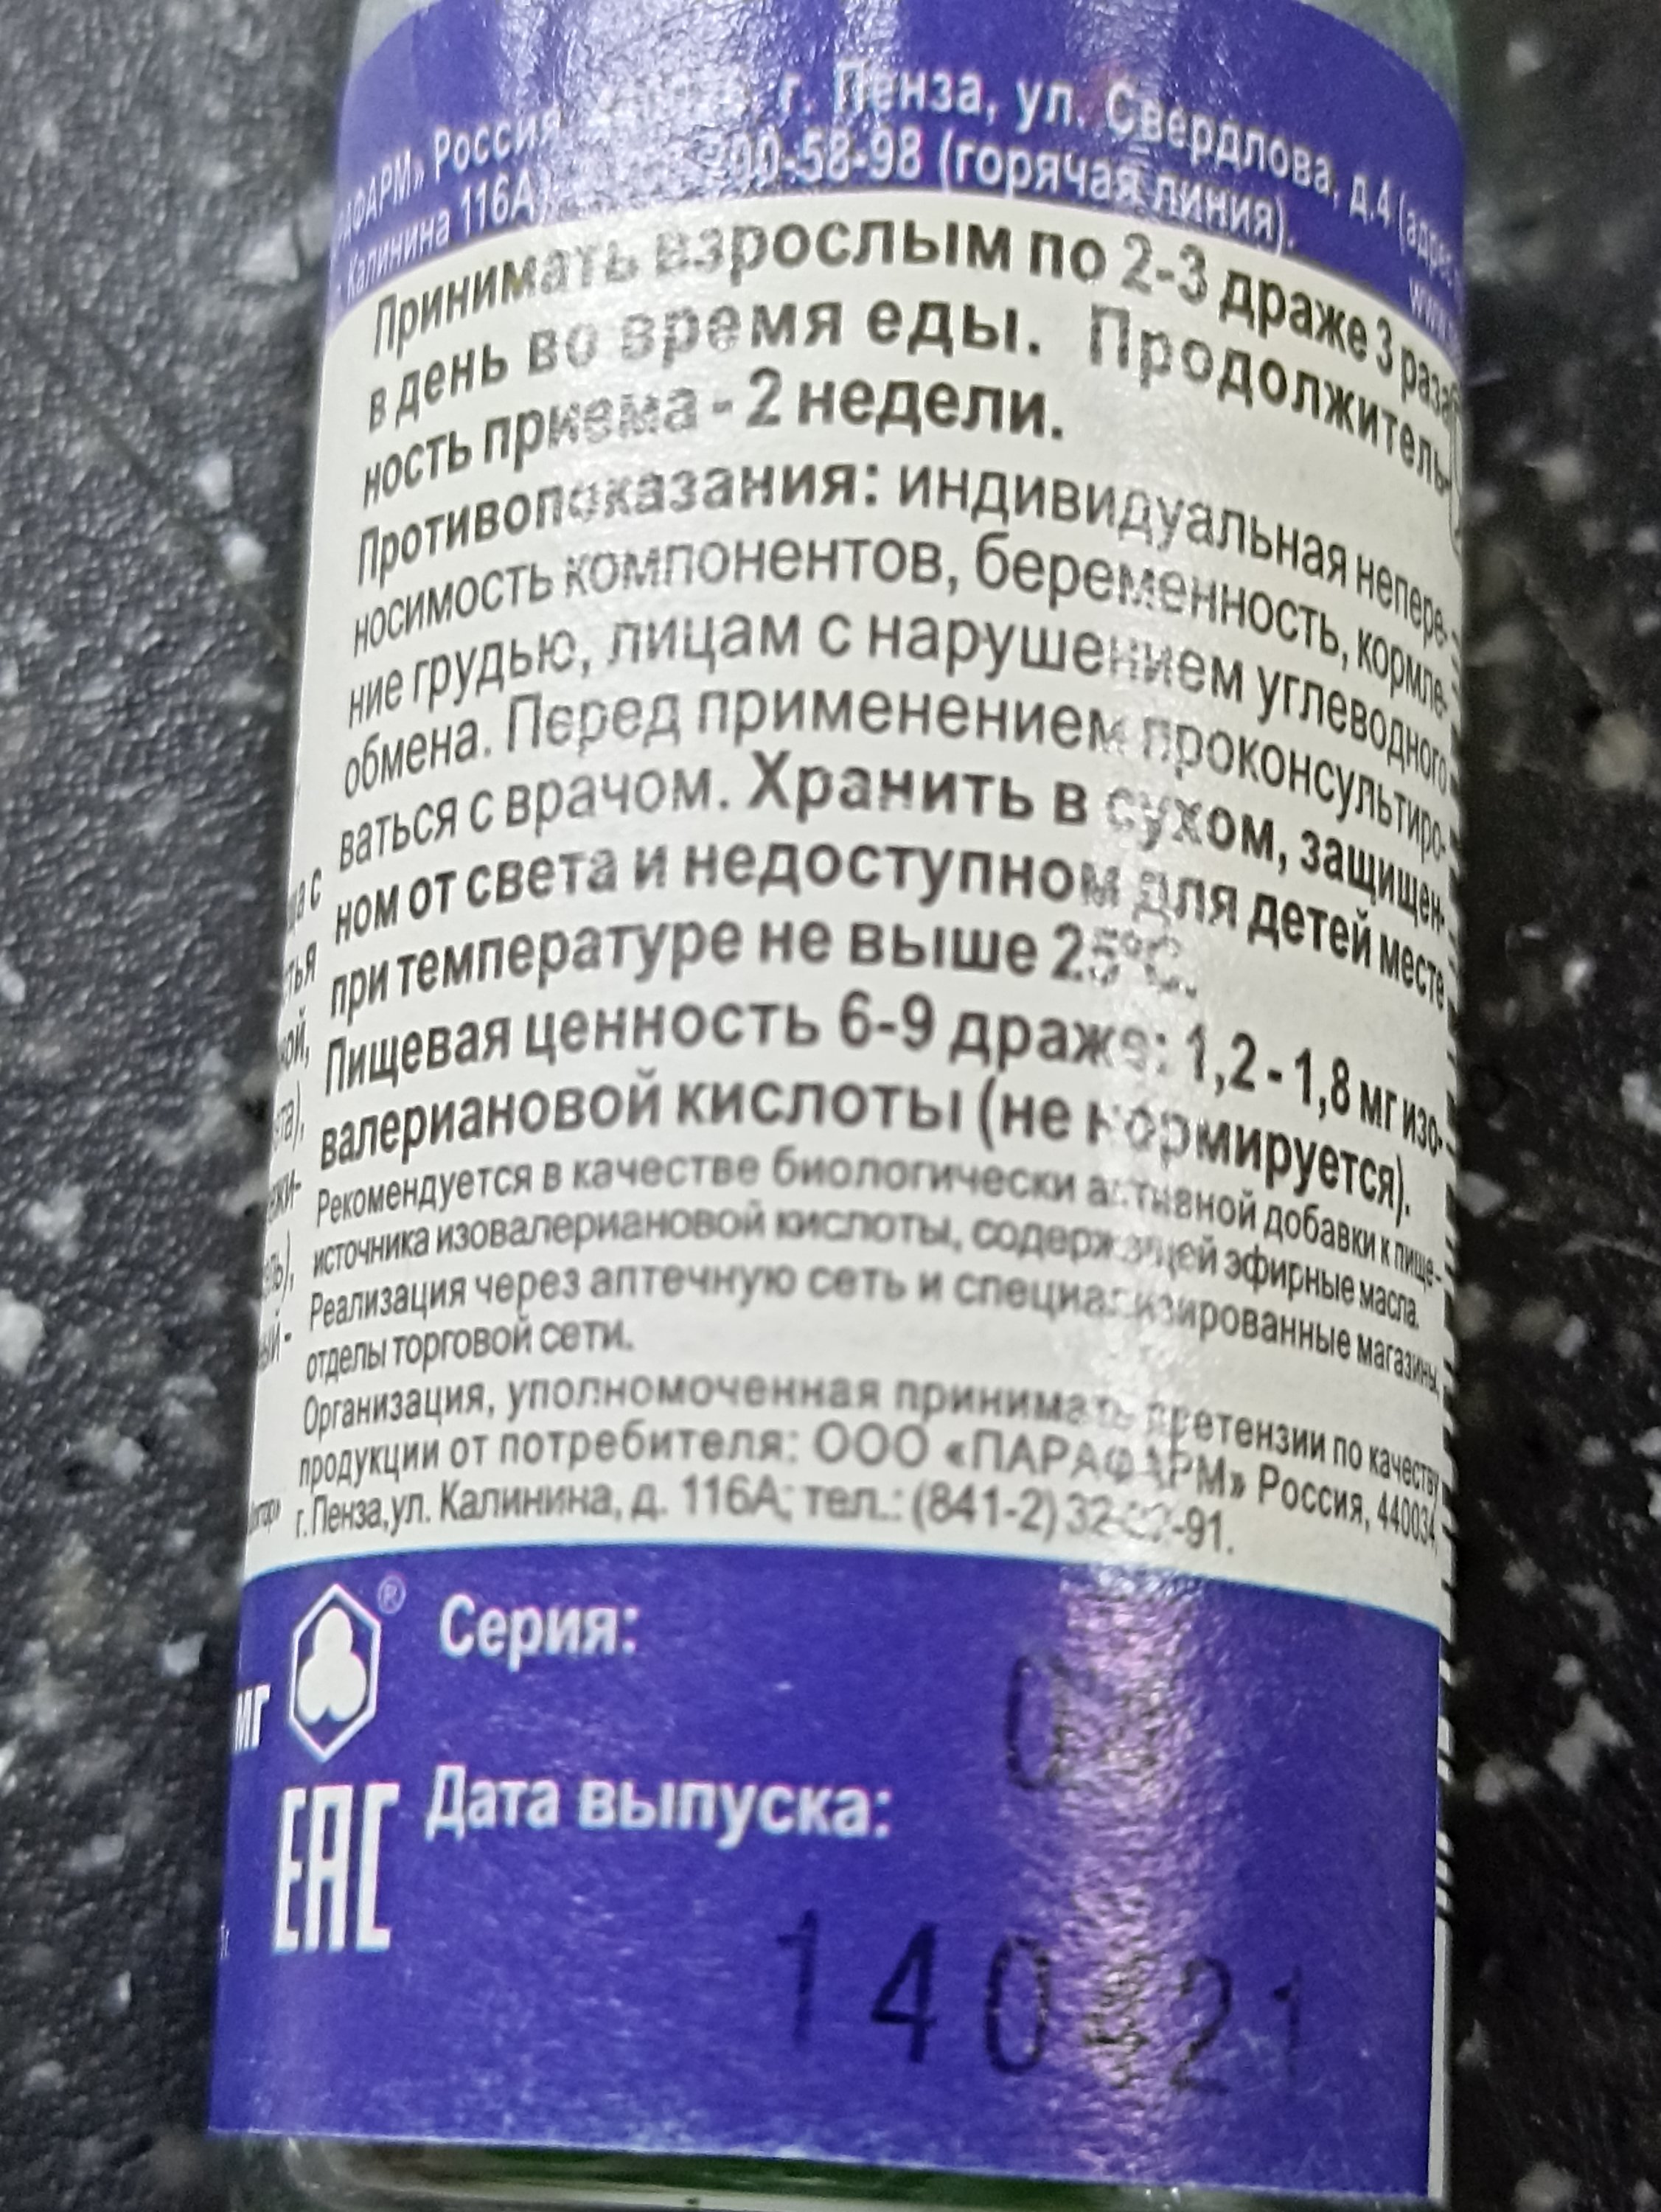 АФАРМ» Россия г. Пенза, ул. Свердлова, д.4 (адрес
Калинина 116А) 00-58-98 (горячая линия). www.
Принимать взрослым по 2-3 драже 3 раза
в день во время еды. Продолжитель-
ность приема - 2 недели.
Противопоказания: индивидуальная непере-
носимость компонентов, беременность, кормле-
ние грудью, лицам с нарушением углеводного
обмена. Перед применением проконсультиро-
ваться с врачом. Хранить в сухом, защищен-
ном от света и недоступном для детей месте
при температуре не выше 25°С.
Пищевая ценность 6-9 драже: 1,2 - 1,8 мг изо-
валериановой кислоты (не нормируется).
Рекомендуется в качестве биологически активной добавки к пище-
источника изовалериановой кислоты, содержащей эфирные масла.
Реализация через аптечную сеть и специализированные магазины,
отделы торговой сети.
Организация, уполномоченная принимать претензии по качеству
продукции от потребителя: ООО «ПАРАФАРМ» Россия, 440034,
г. Пенза, ул. Калинина, д. 116А; тел.: (841-2)
мг
® Серия:
ЕАС Дата выпуска:
140421